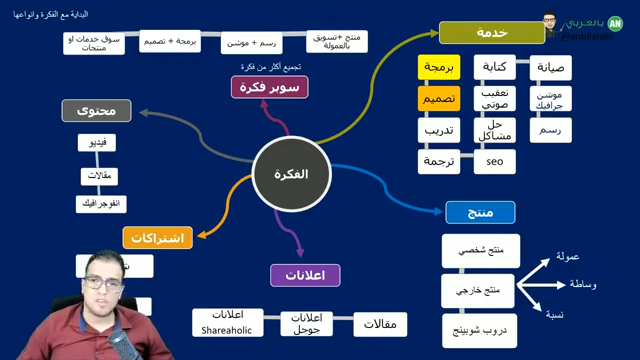 البداية مع الفكرة وانواعها
بالعربي
AN
خدمة
صيانة
كتابة
برمجة
موشن جرافيك
تعقيب صوتي
تصميم
رسم
حل مشاكل
تدريب
seo
ترجمة
منتج +تسويق
بالعمولة
رسم + موشن
برمجة + تصميم
سوق خدمات او
منتجات
تجميع أكثر من فكرة
سوبر فكرة
محتوى
فيديو
مقالات
انفوجرافيك
الفكرة
منتج
منتج شخصي
منتج خارجي
دروب شوبينج
عمولة
وساطة
نسبة
اشتراكات
اعلانات
مقالات
اعلانات
جوجل
اعلانات
Shareaholic